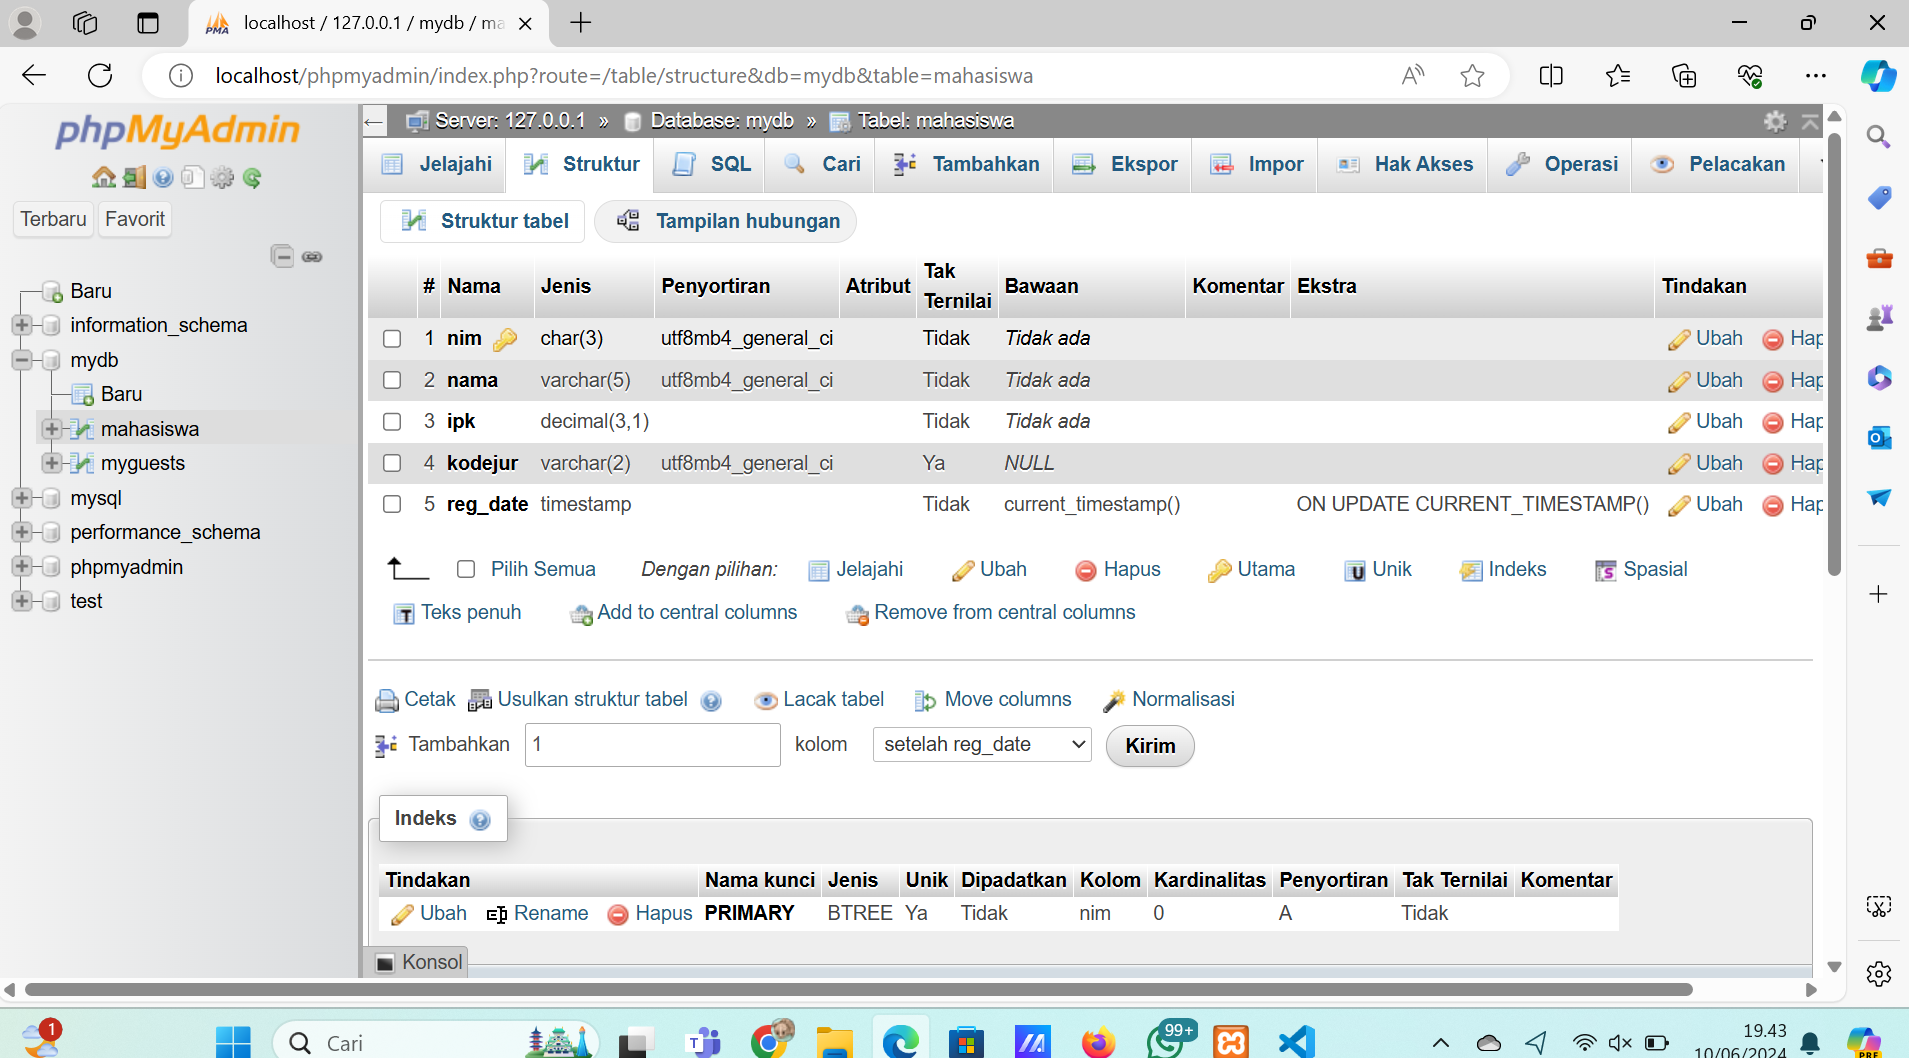 localhost / 127.0.0.1 / mydb / ma
localhost/phpmyadmin/index.php?route=/table/structure&db=mydb&table=mahasiswa
phpMyAdmin
Terbaru
Favorit
Baru
information_schema
mydb
Baru
mahasiswa
myguests
mysql
performance_schema
phpmyadmin
test
Server: 127.0.0.1 » Database: mydb » Tabel: mahasiswa
Jelajahi Struktur SQL Cari Tambahkan Ekspor Impor Hak Akses Operasi Pelacakan
Struktur tabel Tampilan hubungan
# Nama Jenis Penyortiran Atribut Tak Ternilai Bawaan Komentar Ekstra Tindakan
1 nim char(3) utf8mb4_general_ci Tidak Tidak ada Ubah Hap
2 nama varchar(5) utf8mb4_general_ci Tidak Tidak ada Ubah Hap
3 ipk decimal(3,1) Tidak Tidak ada Ubah Hap
4 kodejur varchar(2) utf8mb4_general_ci Ya NULL Ubah Hap
5 reg_date timestamp Tidak current_timestamp() ON UPDATE CURRENT_TIMESTAMP() Ubah Hap
Pilih Semua Dengan pilihan: Jelajahi Ubah Hapus Utama Unik Indeks Spasial
Teks penuh Add to central columns Remove from central columns
Cetak Usulkan struktur tabel Lacak tabel Move columns Normalisasi
Tambahkan 1 kolom setelah reg_date Kirim
Indeks
Tindakan Nama kunci Jenis Unik Dipadatkan Kolom Kardinalitas Penyortiran Tak Ternilai Komentar
Ubah Rename Hapus PRIMARY BTREE Ya Tidak nim 0 A Tidak
Konsol
1
Cari
99+
19.43
10/06/2024
PRE